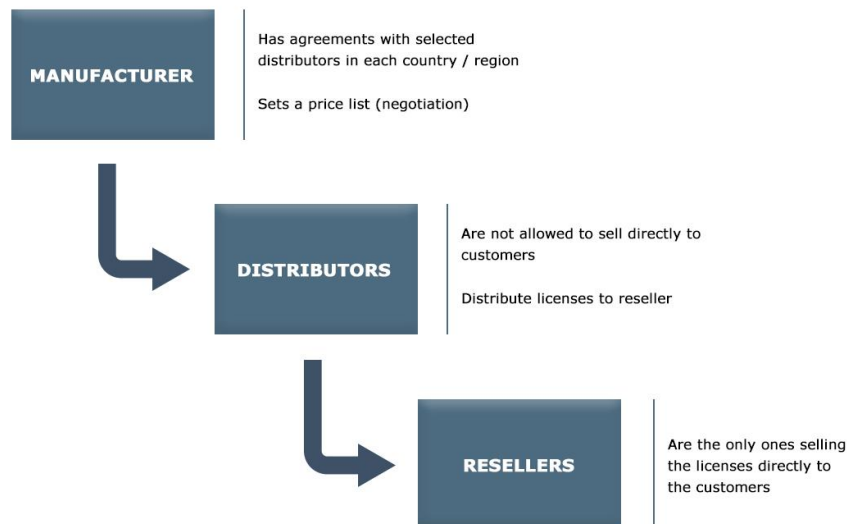 MANUFACTURER
Has agreements with selected
distributors in each country / region
Sets a price list (negotiation)
DISTRIBUTORS
Are not allowed to sell directly to
customers
Distribute licenses to reseller
RESELLERS
Are the only ones selling
the licenses directly to
the customers